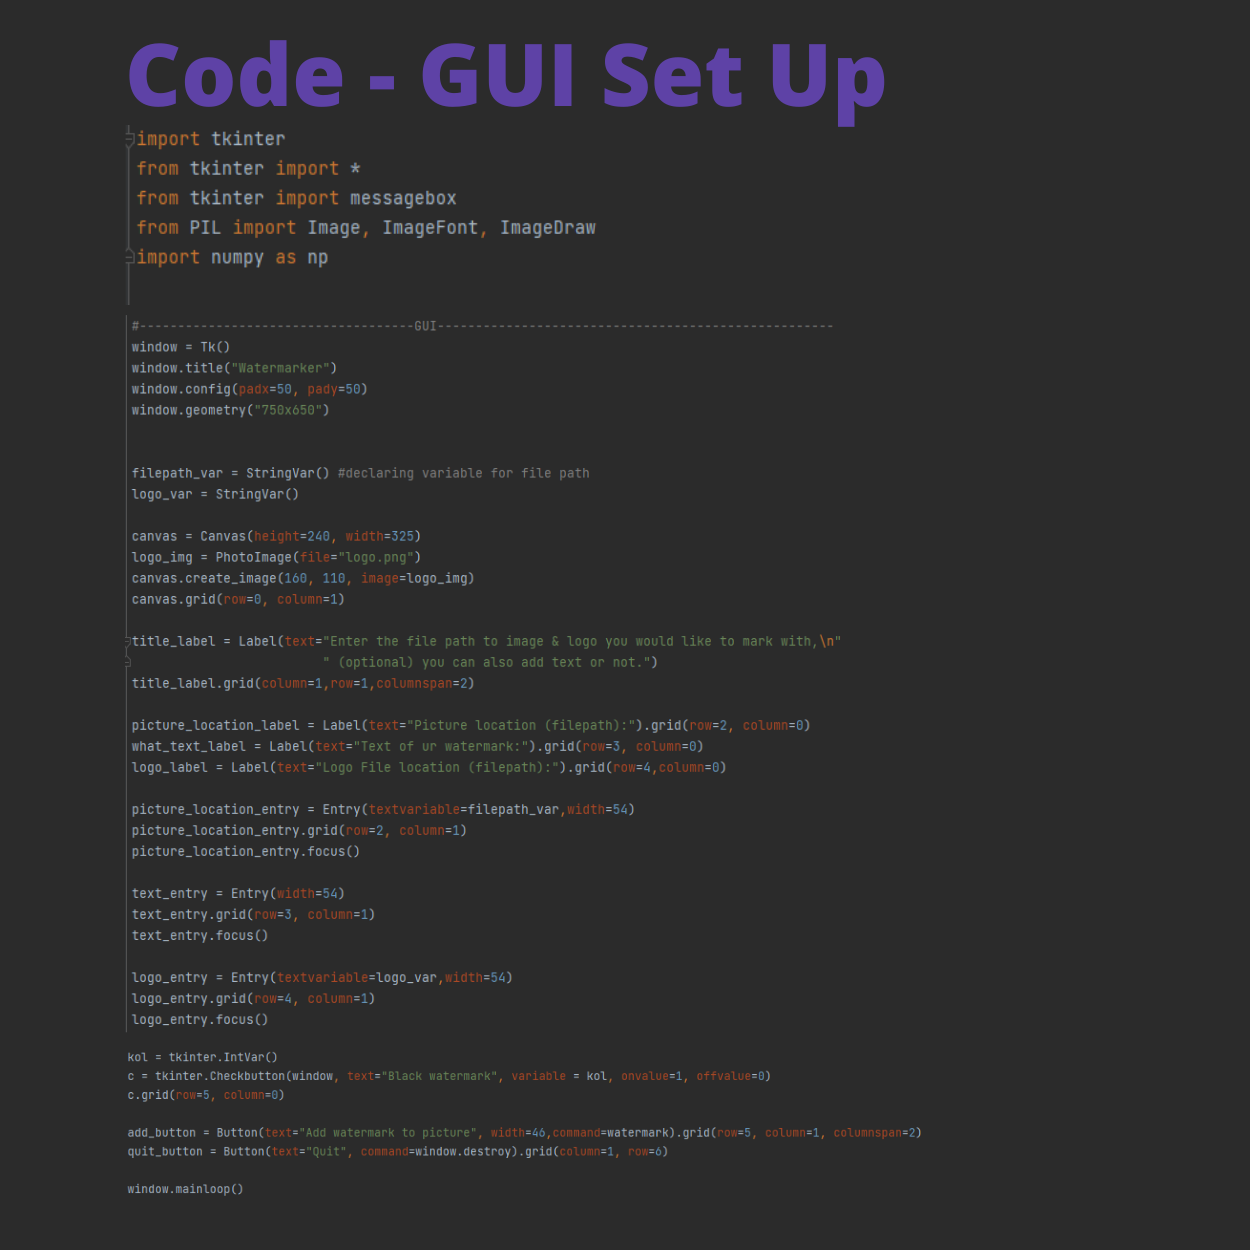 Code - GUI Set Up
import tkinter
from tkinter import *
from tkinter import messagebox
from PIL import Image, ImageFont, ImageDraw
import numpy as np
#------------------------------------GUI----------------------------------------------------
window = Tk()
window.title("Watermarker")
window.config(padx=50, pady=50)
window.geometry("750x650")
filepath_var = StringVar() #declaring variable for file path
logo_var = StringVar()
canvas = Canvas(height=240, width=325)
logo_img = PhotoImage(file="logo.png")
canvas.create_image(160, 110, image=logo_img)
canvas.grid(row=0, column=1)
title_label = Label(text="Enter the file path to image & logo you would like to mark with,\n"
" (optional) you can also add text or not.")
title_label.grid(column=1,row=1,columnspan=2)
picture_location_label = Label(text="Picture location (filepath):").grid(row=2, column=0)
what_text_label = Label(text="Text of ur watermark:").grid(row=3, column=0)
logo_label = Label(text="Logo File location (filepath):").grid(row=4,column=0)
picture_location_entry = Entry(textvariable=filepath_var,width=54)
picture_location_entry.grid(row=2, column=1)
picture_location_entry.focus()
text_entry = Entry(width=54)
text_entry.grid(row=3, column=1)
text_entry.focus()
logo_entry = Entry(textvariable=logo_var,width=54)
logo_entry.grid(row=4, column=1)
logo_entry.focus()
kol = tkinter.IntVar()
c = tkinter.Checkbutton(window, text="Black watermark", variable = kol, onvalue=1, offvalue=0)
c.grid(row=5, column=0)
add_button = Button(text="Add watermark to picture", width=46,command=watermark).grid(row=5, column=1, columnspan=2)
quit_button = Button(text="Quit", command=window.destroy).grid(column=1, row=6)
window.mainloop()